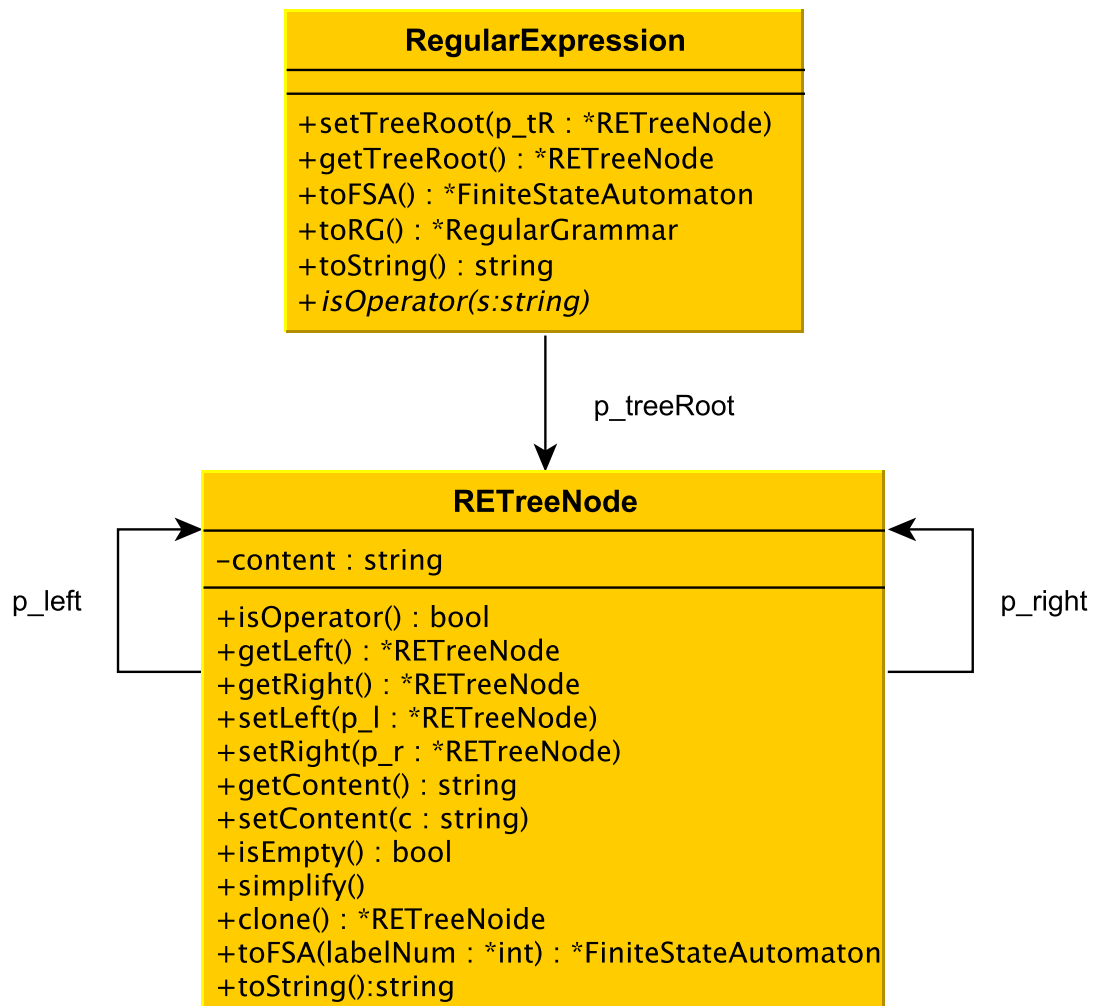 RegularExpression
+setTreeRoot(p_tR : *RETreeNode)
+getTreeRoot() : *RETreeNode
+toFSA() : *FiniteStateAutomaton
+toRG() : *RegularGrammar
+toString() : string
+isOperator(s:string)
p_treeRoot
RETreeNode
-content : string
p_left
p_right
+isOperator() : bool
+getLeft() : *RETreeNode
+getRight() : *RETreeNode
+setLeft(p_l : *RETreeNode)
+setRight(p_r : *RETreeNode)
+getContent() : string
+setContent(c : string)
+isEmpty() : bool
+simplify()
+clone() : *RETreeNoide
+toFSA(labelNum : *int) : *FiniteStateAutomaton
+toString():string